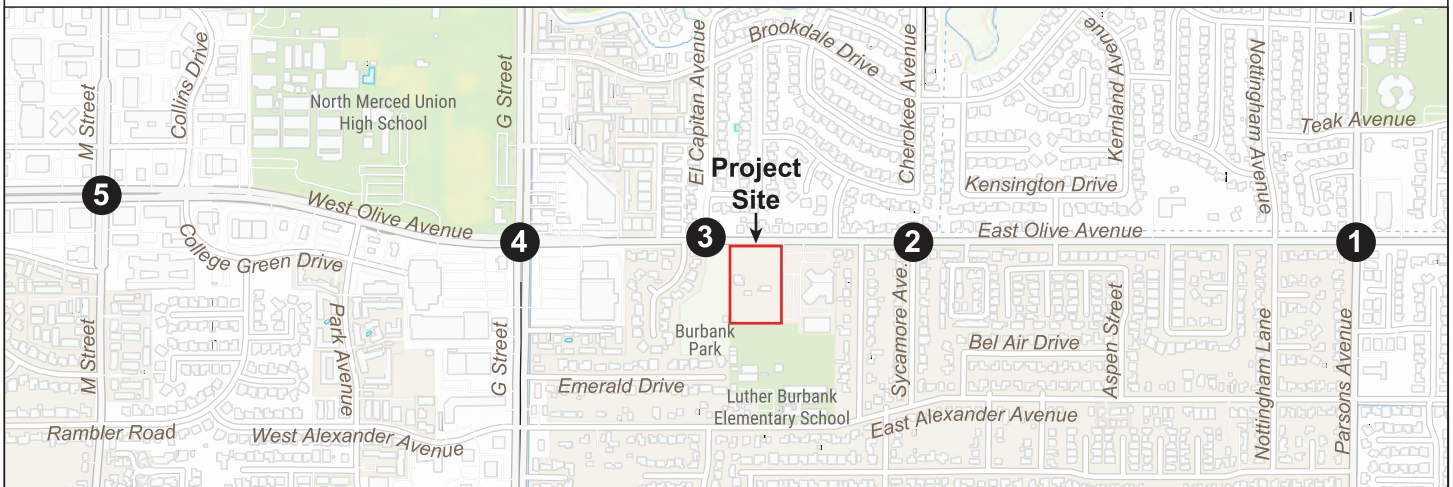 M Street
Collins Drive
North Merced Union
High School
G Street
El Capitan Avenue
Brookdale Drive
Cherokee Avenue
Kernland Avenue
Nottingham Avenue
Teak Avenue
Project
Site
Kensington Drive
5
West Olive Avenue
4
3
2
East Olive Avenue
1
College Green Drive
M Street
Park Avenue
G Street
Burbank
Park
Sycamore Ave.
Bel Air Drive
Aspen Street
Nottingham Lane
Parsons Avenue
Emerald Drive
Luther Burbank
Elementary School
East Alexander Avenue
Rambler Road
West Alexander Avenue